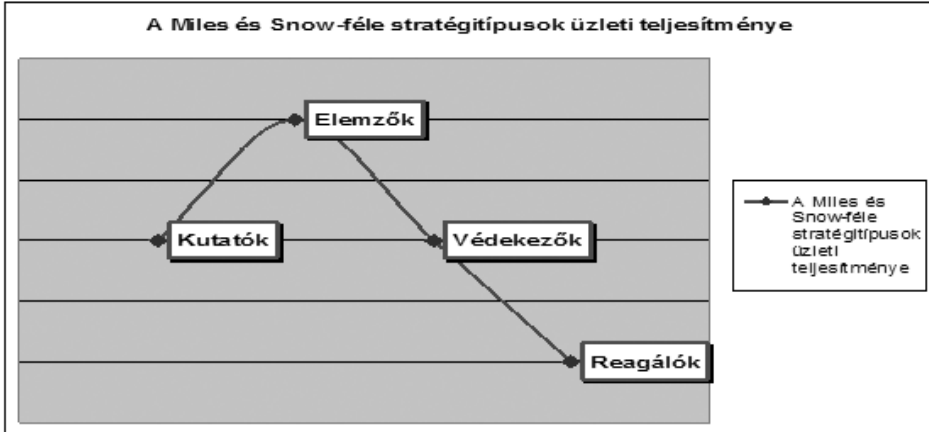 A Miles és Snow-féle stratégitípusok üzleti teljesítménye
Elemzők
Kutatók
Védekezők
Reagálók
A Miles és
Snow-féle
stratégitípusok
üzleti
teljesítménye